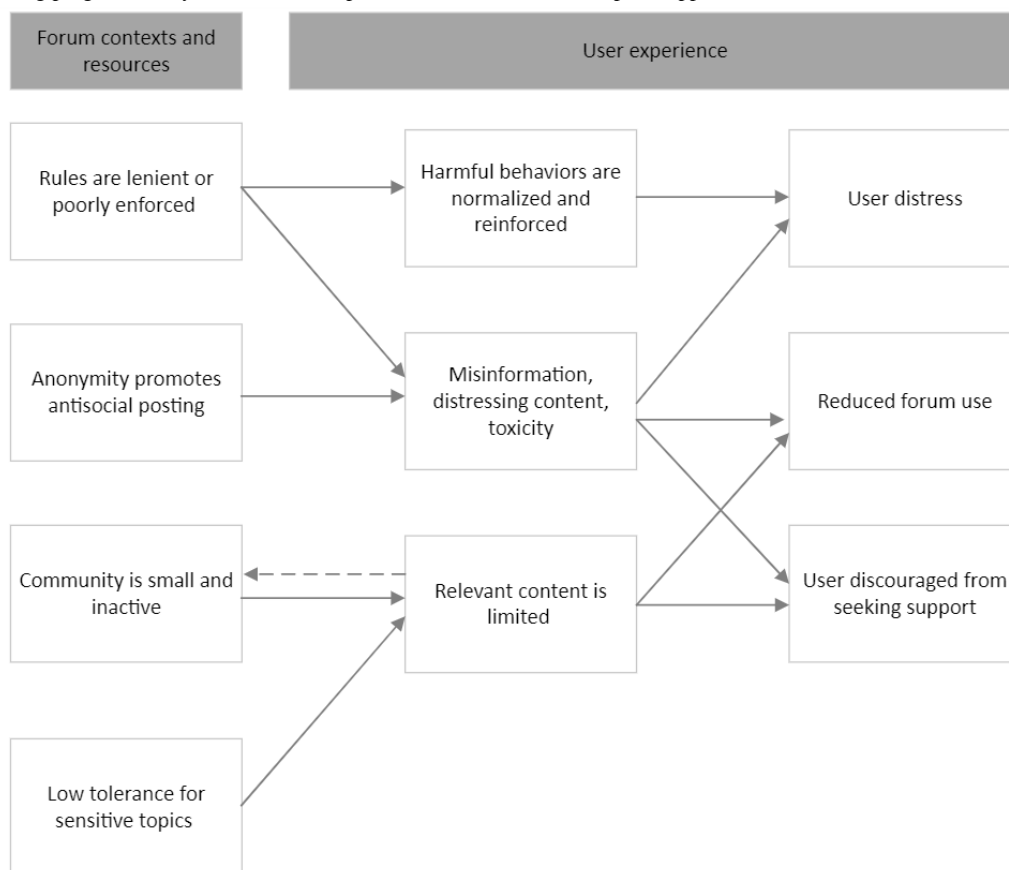 Forum contexts and
resources
User experience
Rules are lenient or
poorly enforced
Harmful behaviors are
normalized and
reinforced
User distress
Anonymity promotes
antisocial posting
Misinformation,
distressing content,
toxicity
Reduced forum use
Community is small and
inactive
Relevant content is
limited
User discouraged from
seeking support
Low tolerance for
sensitive topics